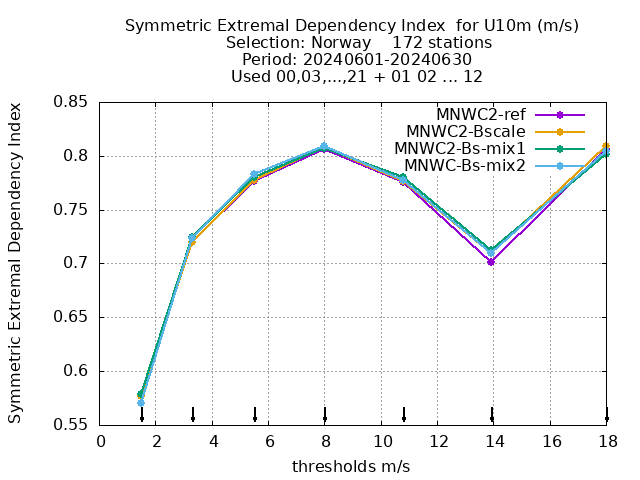 Symmetric Extremal Dependency Index  for U10m (m/s)
Selection: Norway    172 stations
Period: 20240601-20240630
Used 00,03,...,21 + 01 02 ... 12
MNWC2-ref
MNWC2-Bscale
MNWC2-Bs-mix1
MNWC-Bs-mix2
Symmetric Extremal Dependency Index
0.85
0.8
0.75
0.7
0.65
0.6
0.55
0 2 4 6 8 10 12 14 16 18
thresholds m/s